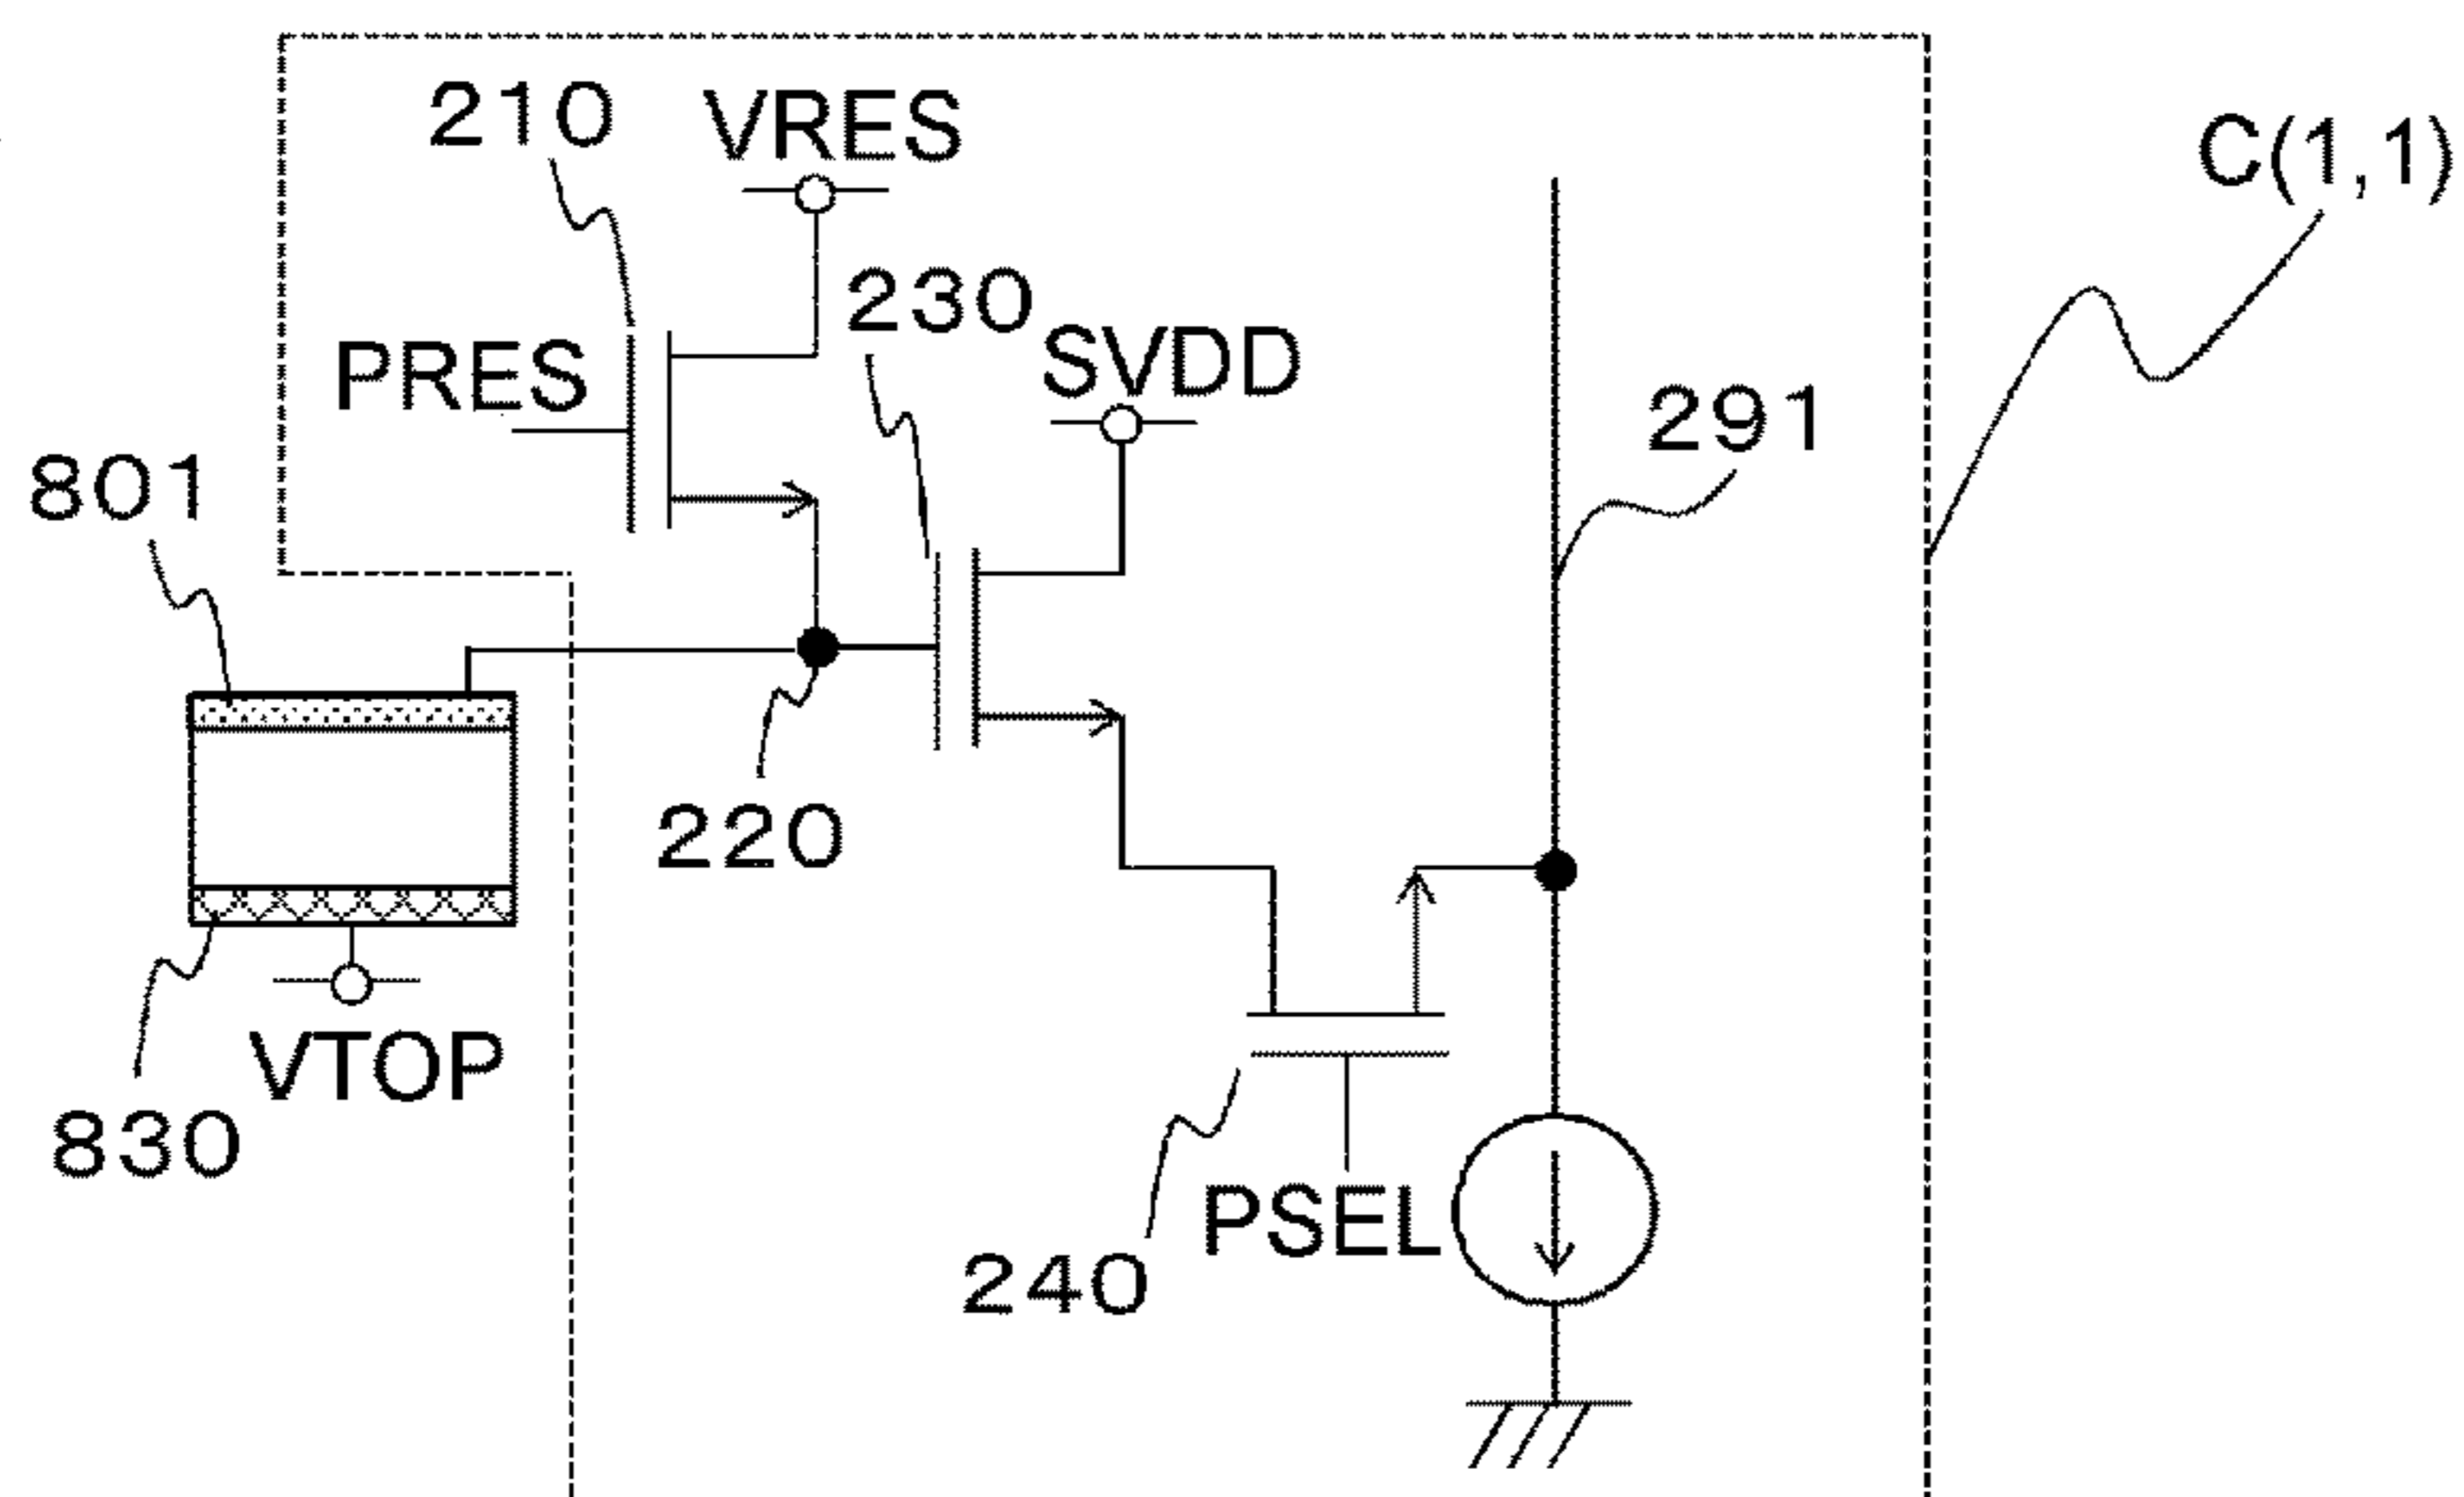 210
VRES
C(1,1)
230
SVDD
PRES
291
801
220
VTOP
830
PSEL
240